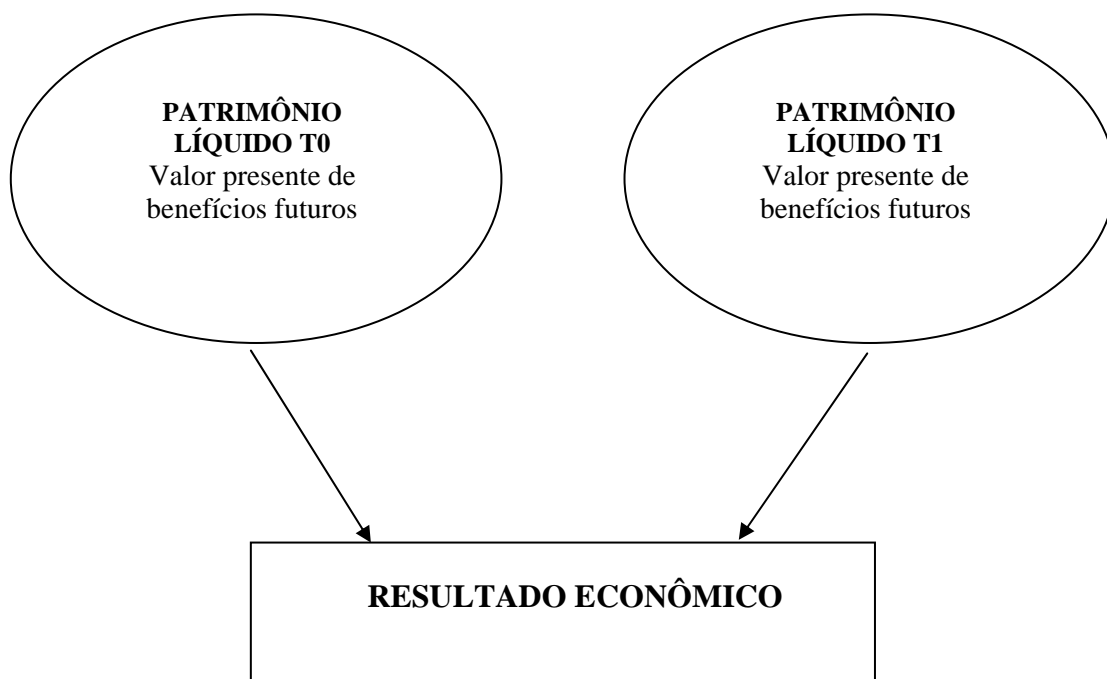 PATRIMÔNIO
LÍQUIDO T0
Valor presente de
benefícios futuros
PATRIMÔNIO
LÍQUIDO T1
Valor presente de
benefícios futuros
RESULTADO ECONÔMICO